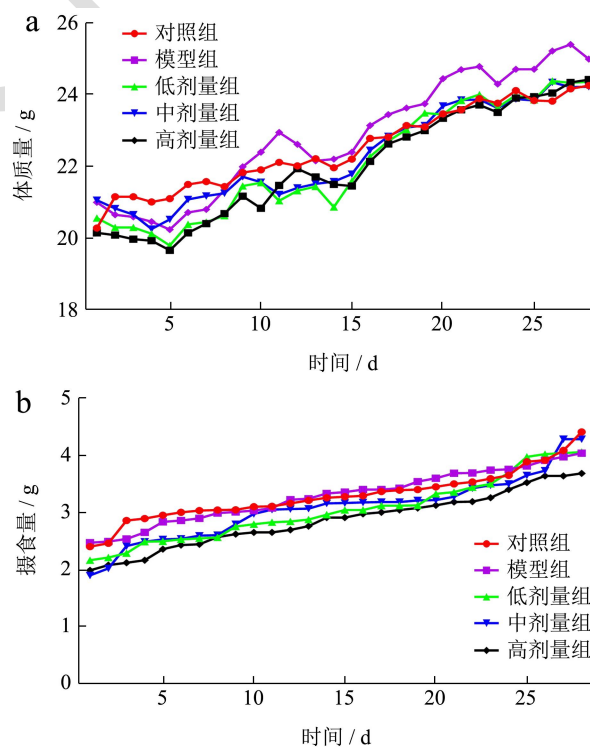 a
26
24
22
20
18
体质量 / g
对照组
模型组
低剂量组
中剂量组
高剂量组
5
10
15
20
25
时间 / d
b
5
4
3
2
1
0
摄食量 / g
对照组
模型组
低剂量组
中剂量组
高剂量组
5
10
15
20
25
时间 / d